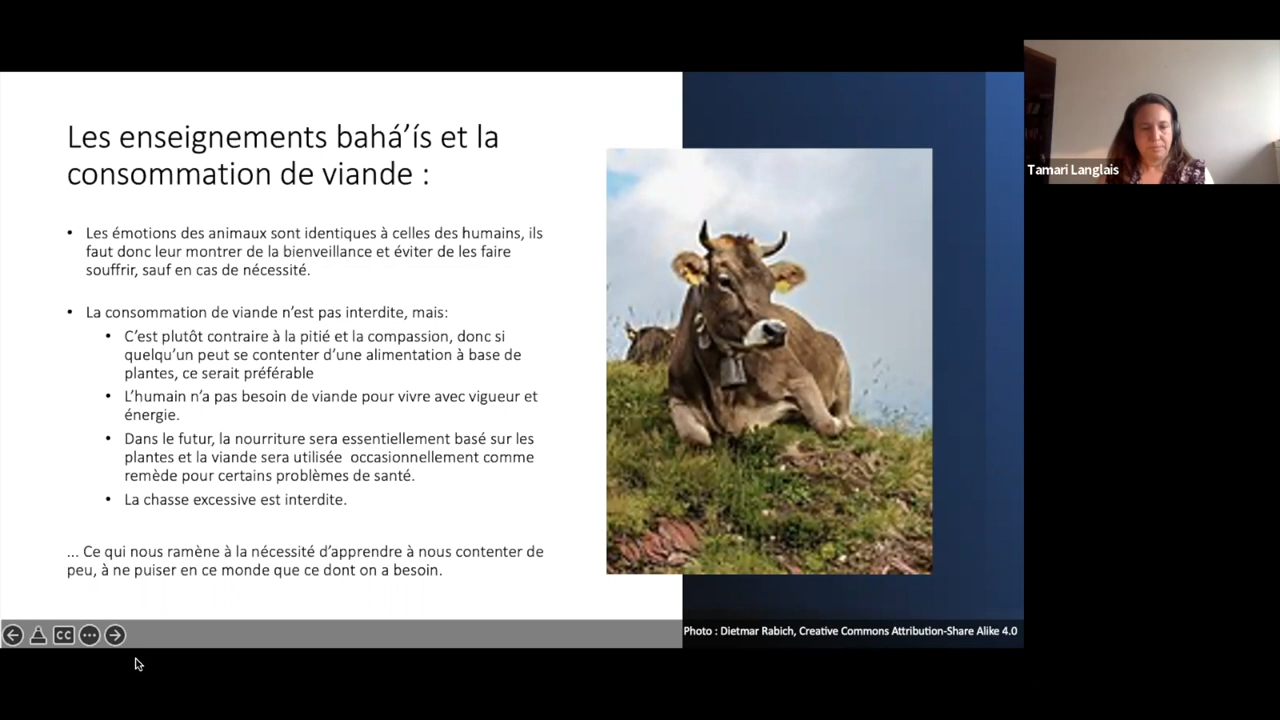 Les enseignements bahá’ís et la
consommation de viande :
• Les émotions des animaux sont identiques à celles des humains, ils
faut donc leur montrer de la bienveillance et éviter de les faire
souffrir, sauf en cas de nécessité.
• La consommation de viande n’est pas interdite, mais:
• C’est plutôt contraire à la pitié et la compassion, donc si
quelqu’un peut se contenter d’une alimentation à base de
plantes, ce serait préférable
• L’humain n’a pas besoin de viande pour vivre avec vigueur et
énergie.
• Dans le futur, la nourriture sera essentiellement basé sur les
plantes et la viande sera utilisée  occasionnellement comme
remède pour certains problèmes de santé.
• La chasse excessive est interdite.
... Ce qui nous ramène à la nécessité d’apprendre à nous contenter de
peu, à ne puiser en ce monde que ce dont on a besoin.
CC
Photo : Dietmar Rabich, Creative Commons Attribution-Share Alike 4.0
Tamari Langlais